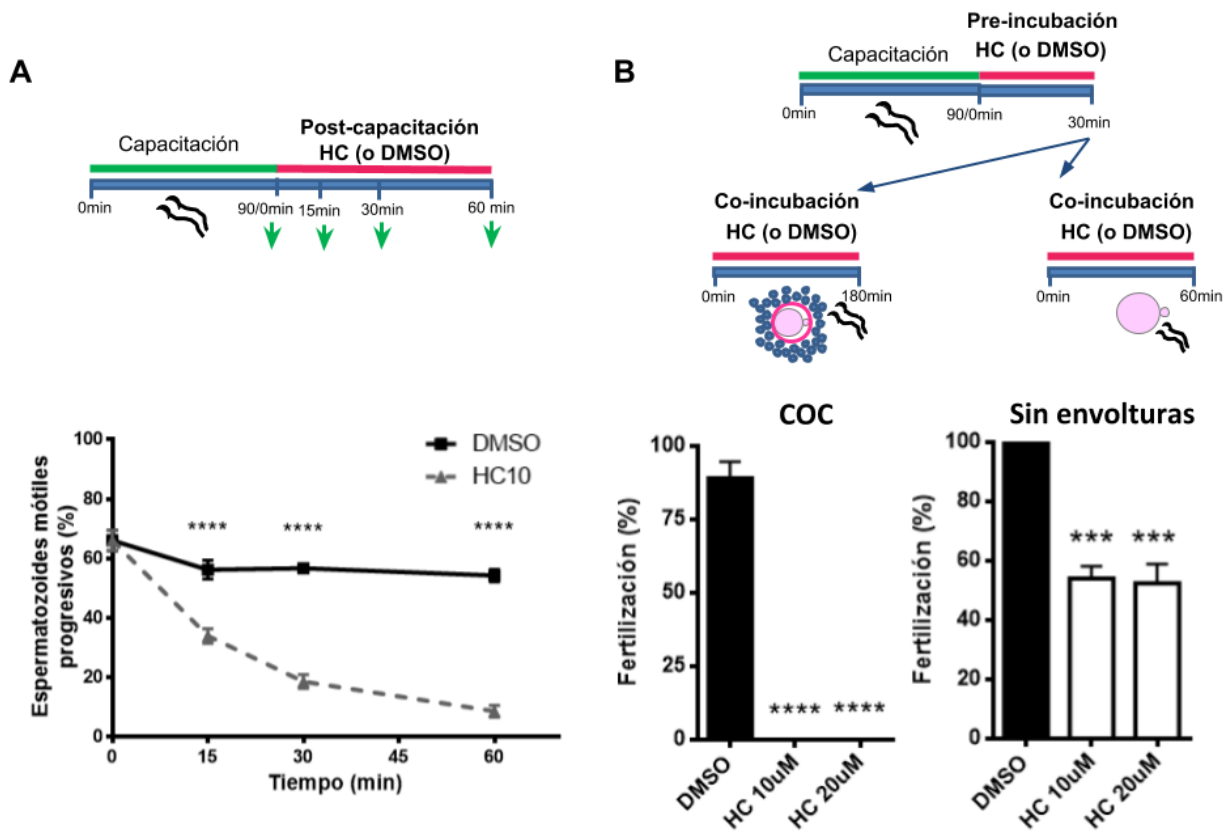 A
Capacitación
Post-capacitación
HC (o DMSO)
0min
90/0min
15min
30min
60 min
Espermatozoides mótiles
progresivos (%)
100
80
60
40
20
0
DMSO
HC10
****
****
****
0
15
30
45
60
Tiempo (min)
B
Pre-incubación
HC (o DMSO)
Capacitación
0min
90/0min
30min
Co-incubación
HC (o DMSO)
0min
180min
Co-incubación
HC (o DMSO)
0min
60min
COC
Fertilización (%)
100
75
50
25
0
****
****
DMSO
HC 10uM
HC 20uM
Sin envolturas
Fertilización (%)
100
80
60
40
20
0
***
***
DMSO
HC 10uM
HC 20uM